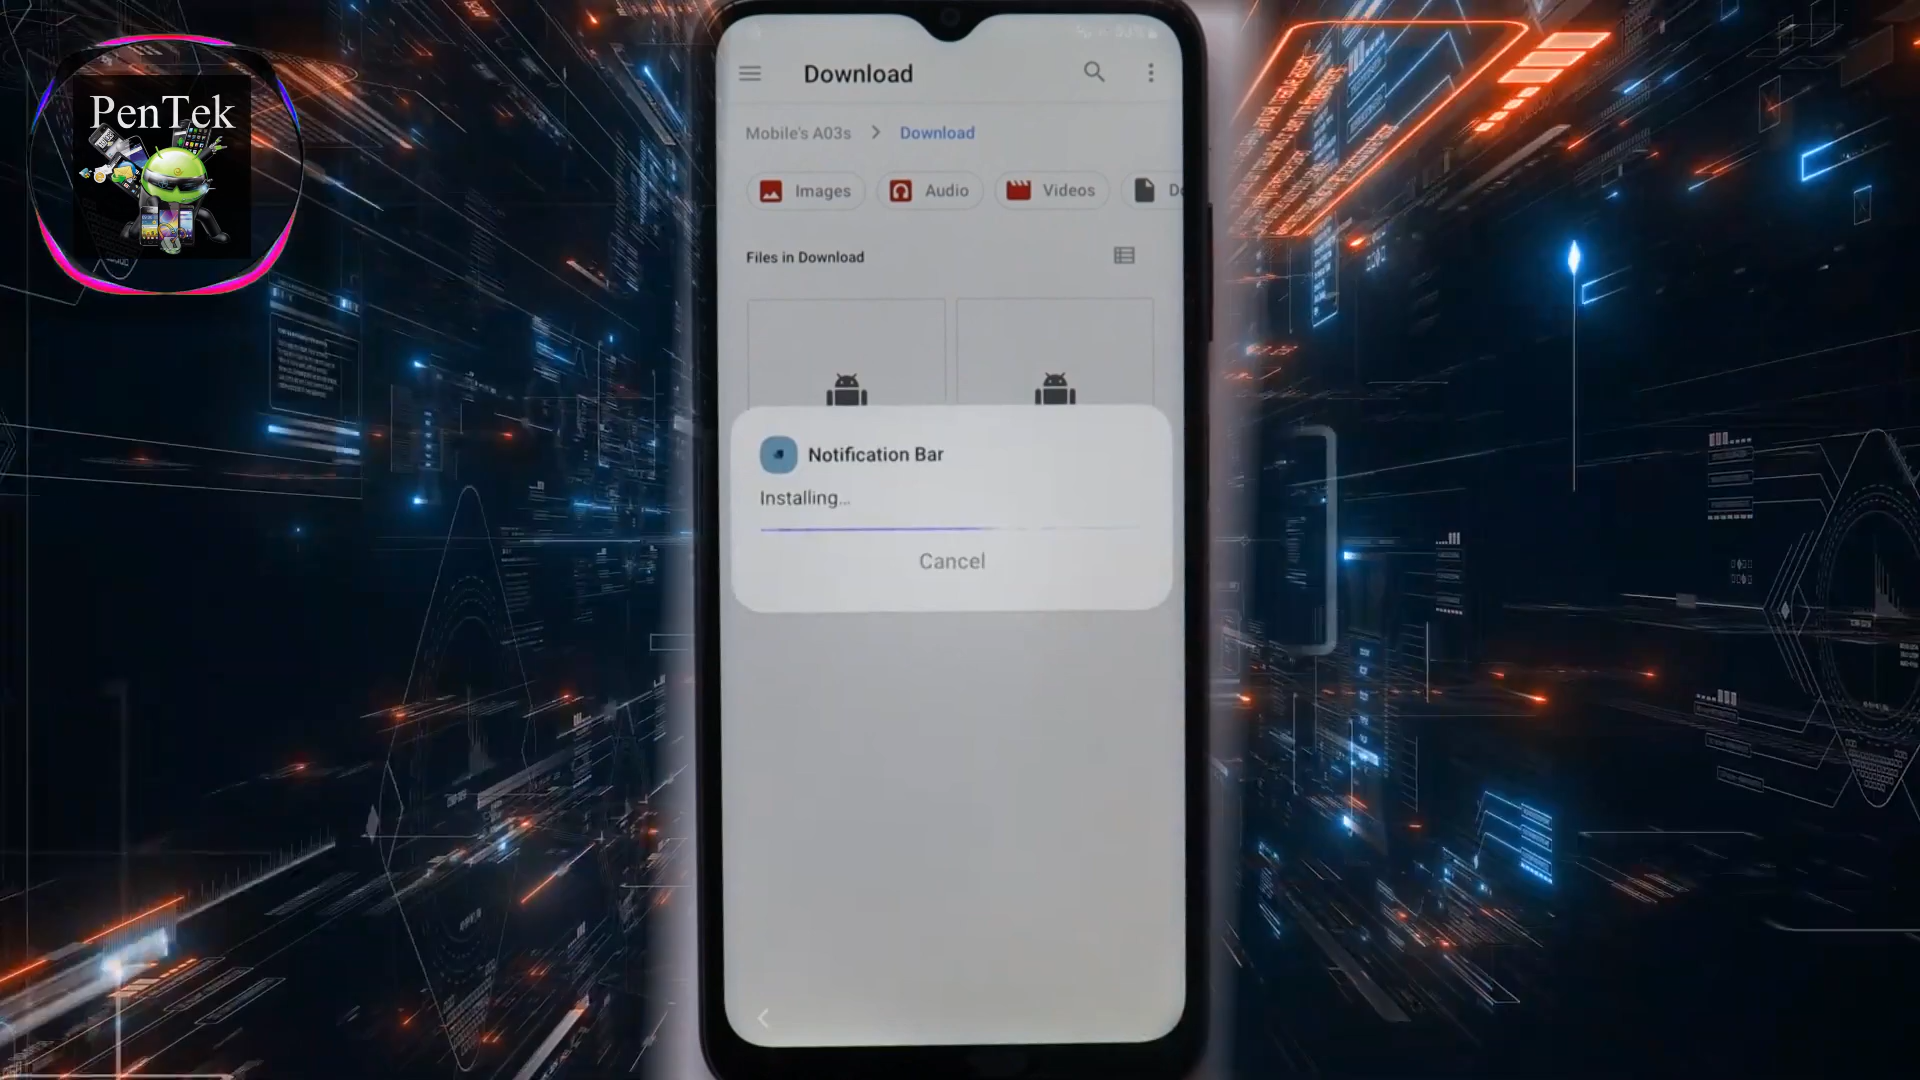 PenTek
Download
Mobile's A03s > Download
Images
Audio
Videos
Files in Download
Notification Bar
Installing...
Cancel